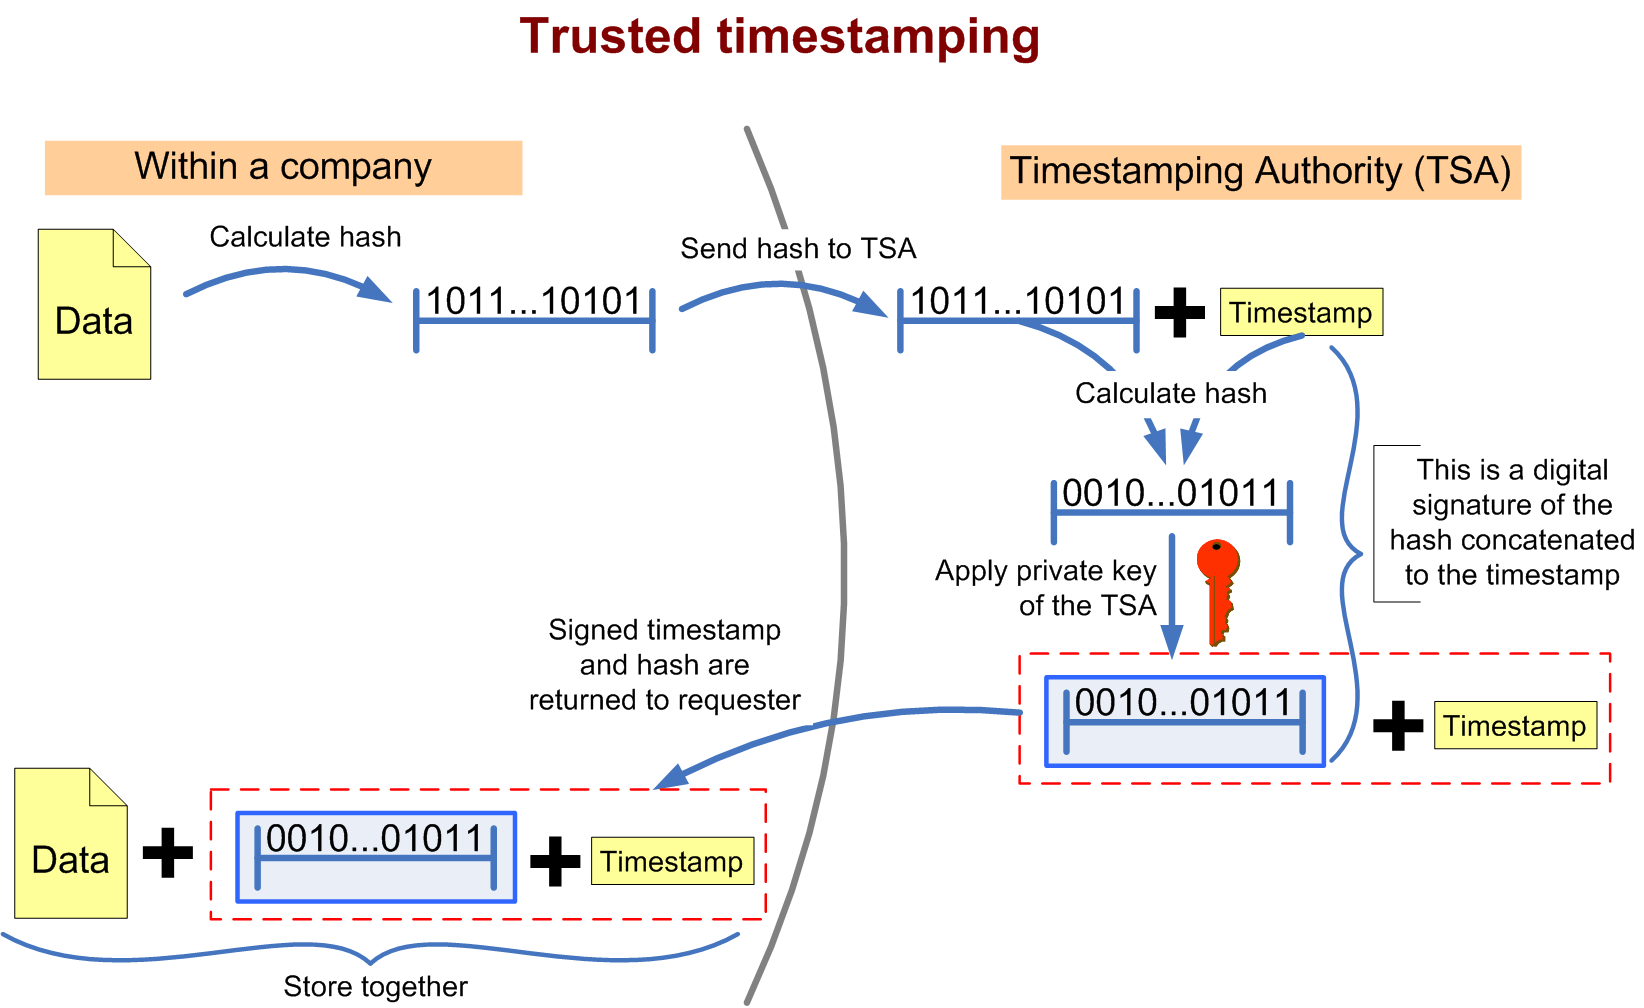 Trusted timestamping
Within a company
Timestamping Authority (TSA)
Data
Calculate hash
1011...10101
Send hash to TSA
1011...10101
Timestamp
Calculate hash
0010...01011
This is a digital
signature of the
hash concatenated
to the timestamp
Apply private key
of the TSA
0010...01011
Timestamp
Signed timestamp
and hash are
returned to requester
Data
0010...01011
Timestamp
Store together